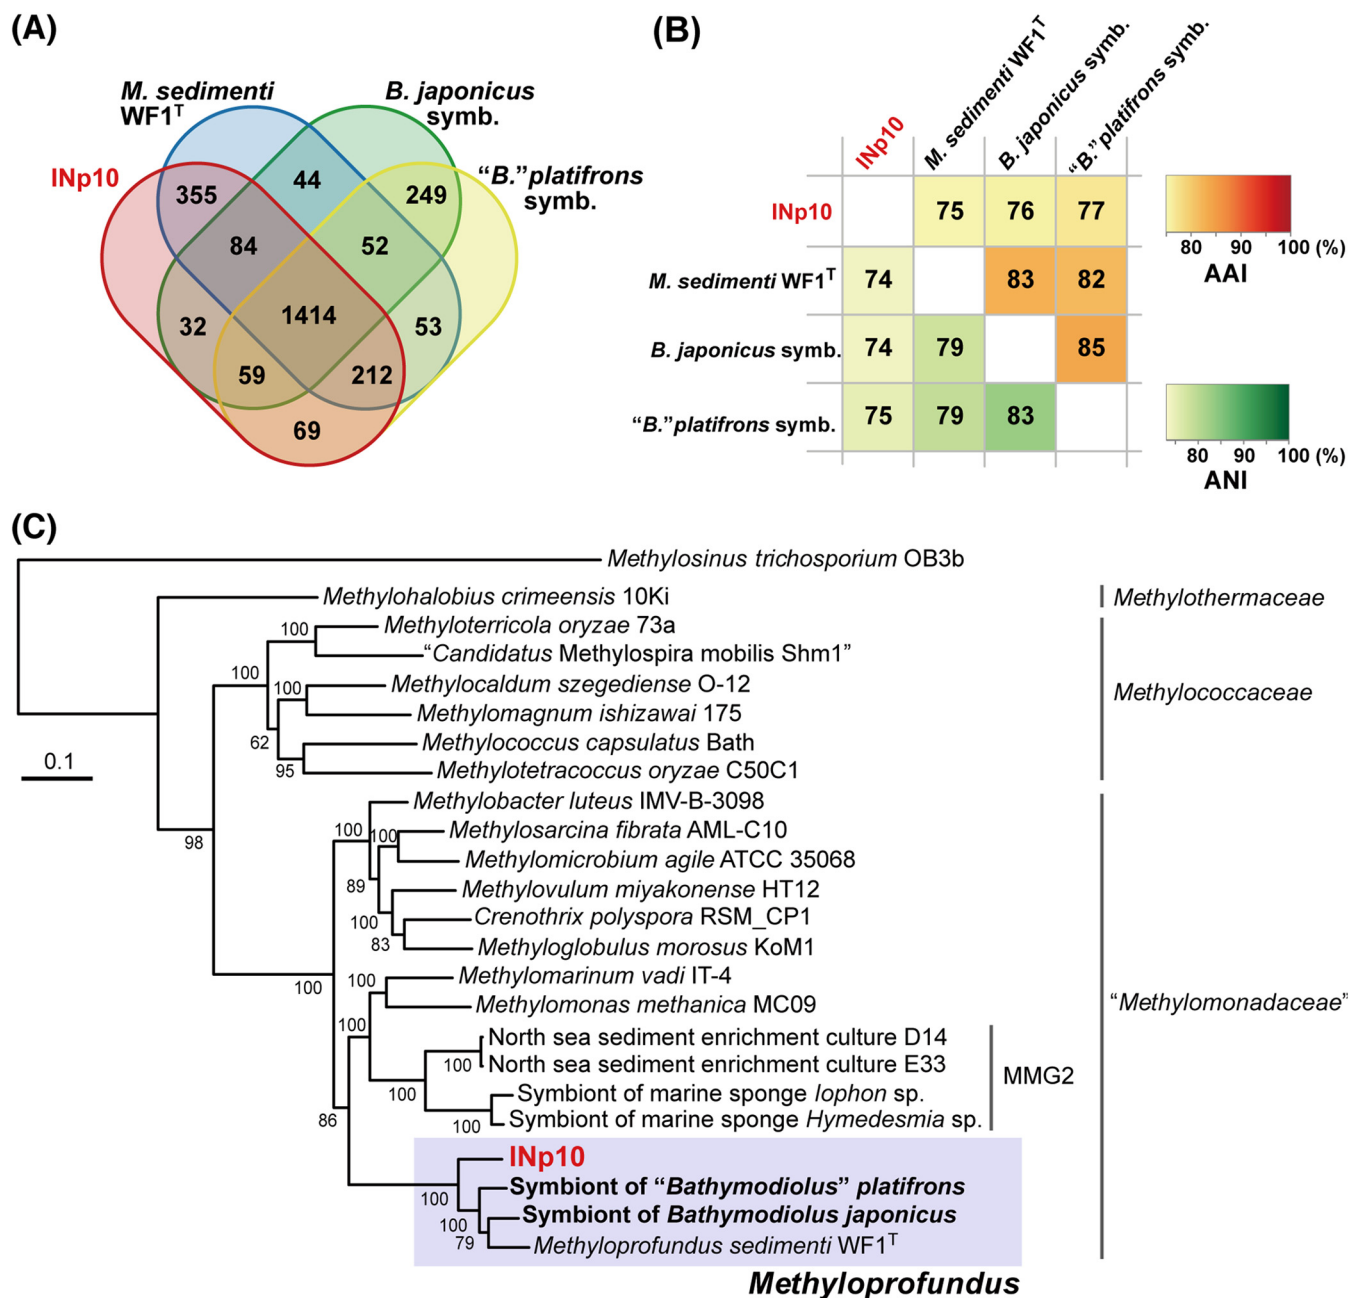 (A)
M. sedimenti
WF1ᵀ
B. japonicus
symb.
INp10
“B.” platifrons
symb.
355
44
249
84
52
32
1414
53
59
212
69
(B)
INp10
M. sedimenti WF1ᵀ
B. japonicus symb.
“B.” platifrons symb.
INp10
75
76
77
M. sedimenti WF1ᵀ
74
83
82
B. japonicus symb.
74
79
85
“B.” platifrons symb.
75
79
83
80 90 100 (%)
AAI
80 90 100 (%)
ANI
(C)
Methylosinus trichosporium OB3b
Methylohalobius crimeensis 10Ki
Methylothermaceae
Methyloterricola oryzae 73a
100
“Candidatus Methylospira mobilis Shm1”
100
Methylocaldum szegediense O-12
100
Methylococcaceae
Methylomagnum ishizawai 175
62
Methylococcus capsulatus Bath
0.1
95
Methylotetracoccus oryzae C50C1
Methylobacter luteus IMV-B-3098
98
100
100
Methylosarcina fibrata AML-C10
Methylomicrobium agile ATCC 35068
89
Methylovulum miyakonense HT12
100
Crenothrix polyspora RSM_CP1
83
Methyloglobulus morosus KoM1
100
100
Methylomarinum vadi IT-4
Methylomonas methanica MC09
“Methylomonadaceae”
100
North sea sediment enrichment culture D14
100
North sea sediment enrichment culture E33
MMG2
100
Symbiont of marine sponge Iophon sp.
100
Symbiont of marine sponge Hymedesmia sp.
86
INp10
100
Symbiont of “Bathymodiolus” platifrons
100
Symbiont of Bathymodiolus japonicus
79
Methyloprofundus sedimenti WF1ᵀ
Methyloprofundus